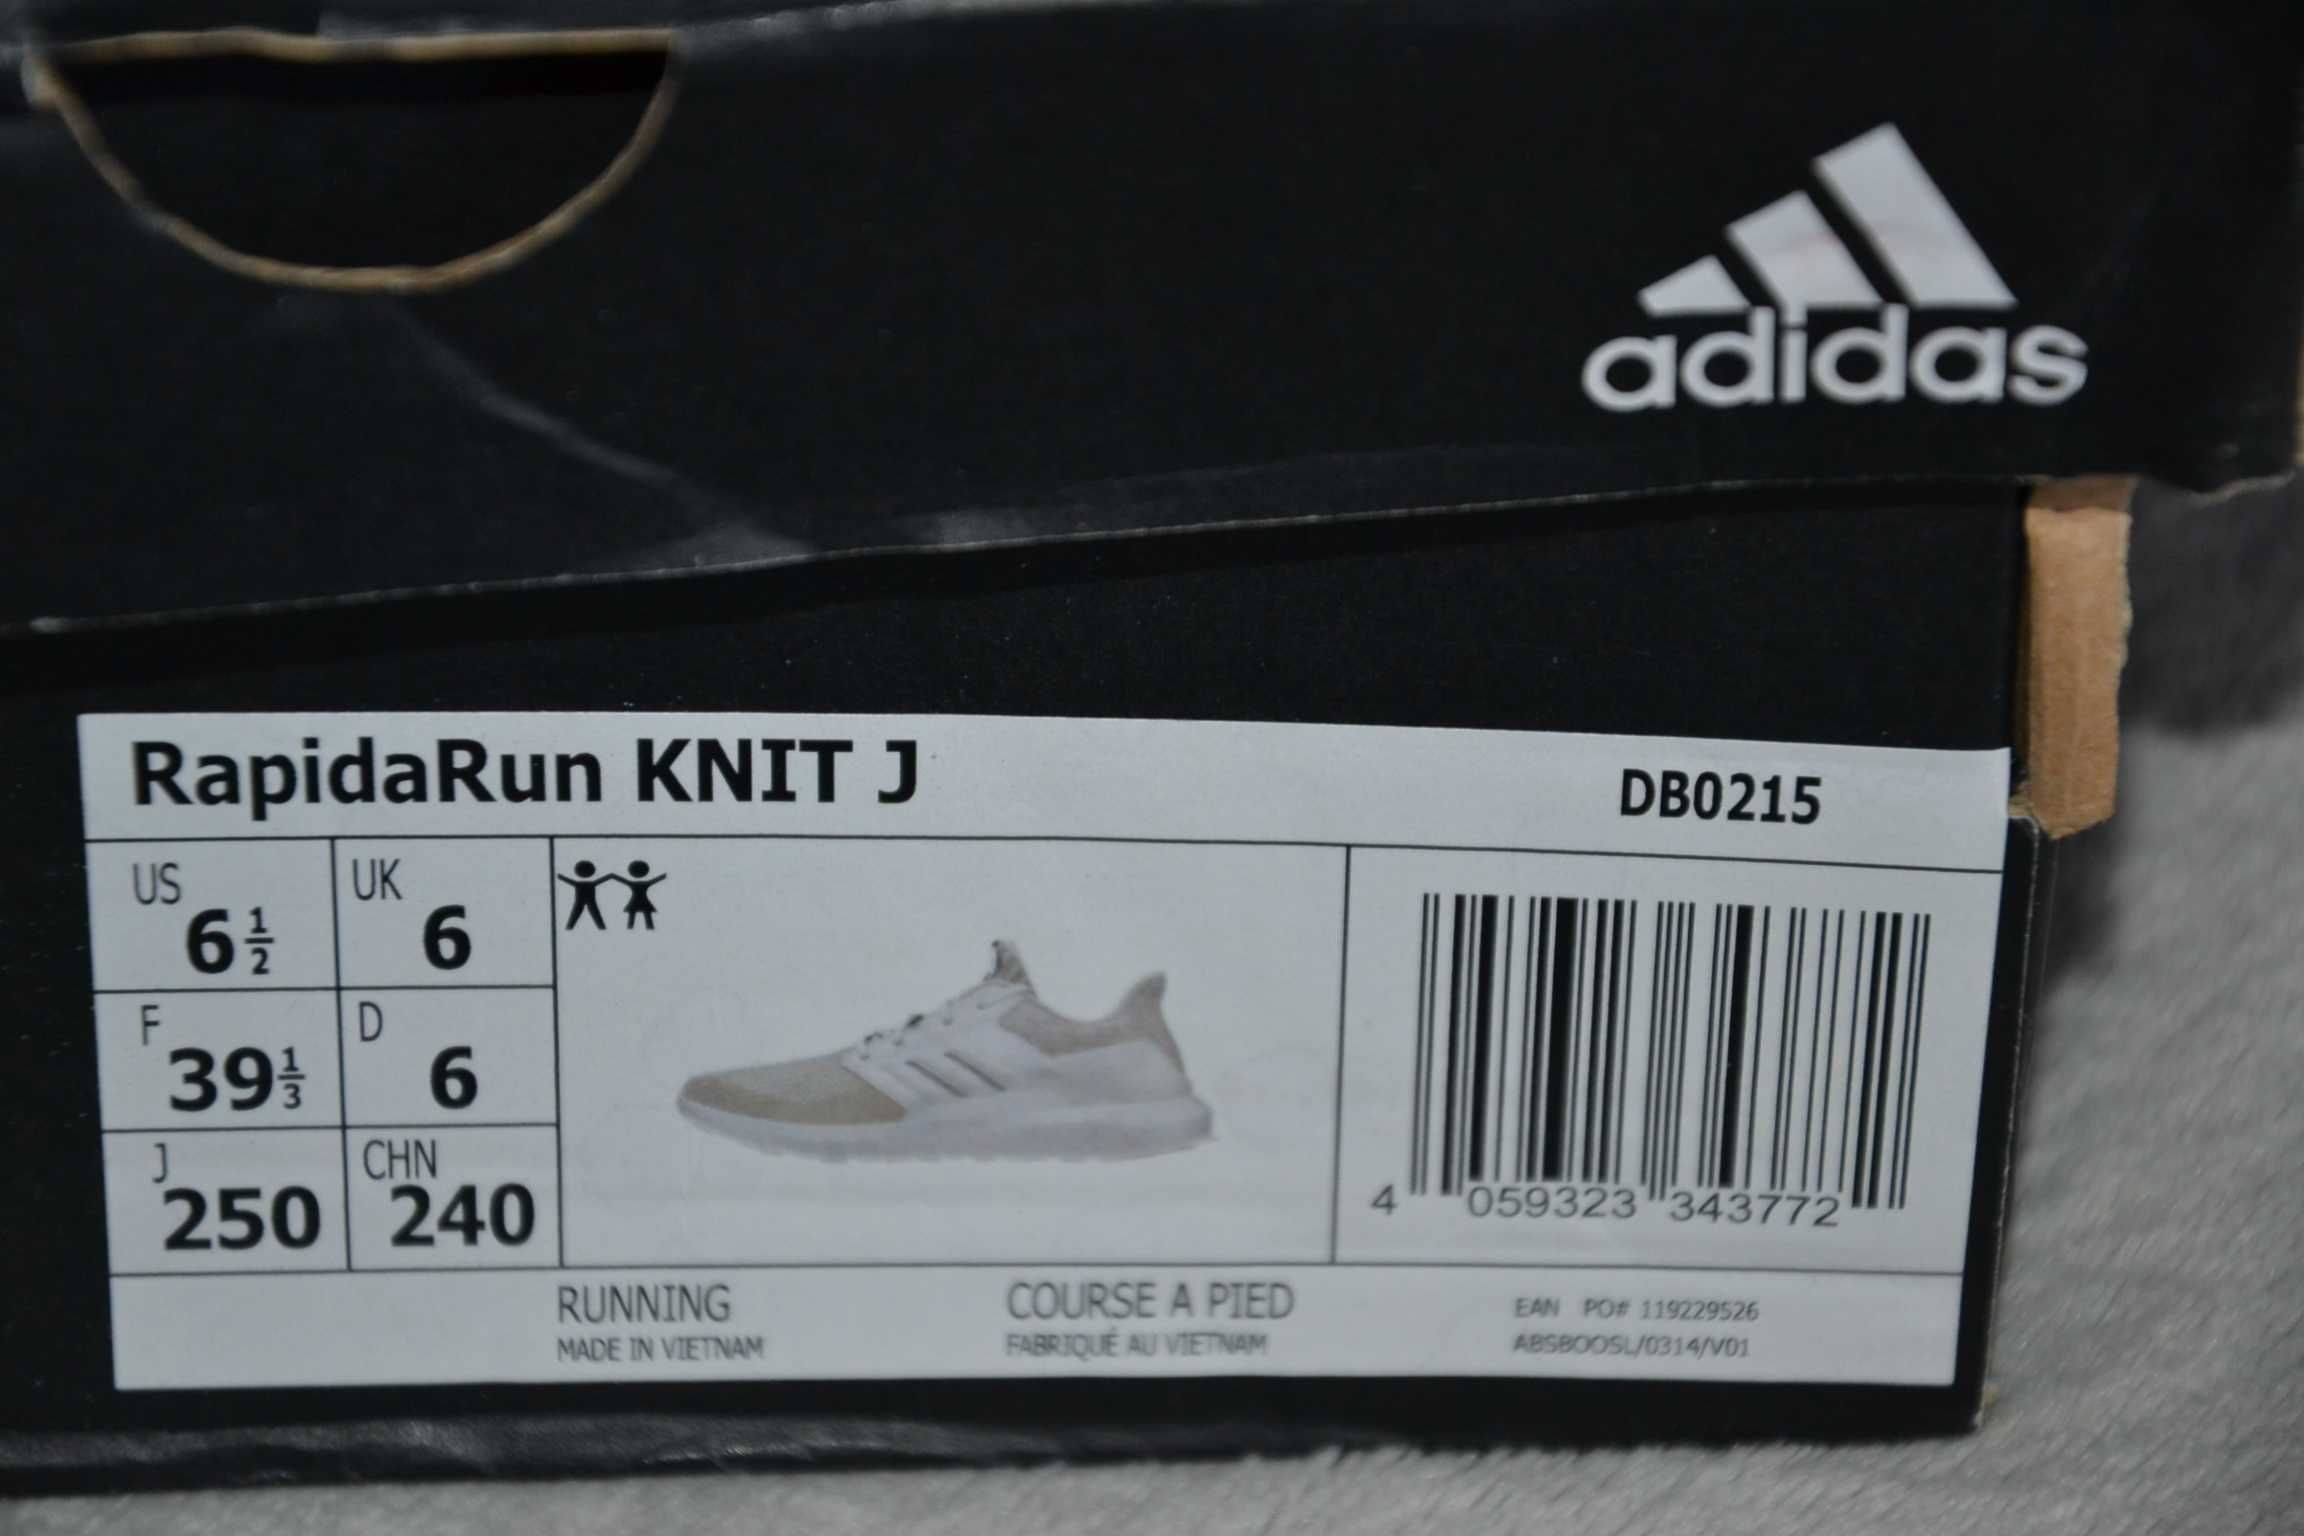 adidas
RapidaRun KNIT J
DB0215
US 6 1/2
UK 6
F 39 1/3
D 6
J 250
CHN 240
4 059323 343772
RUNNING
MADE IN VIETNAM
COURSE A PIED
FABRIQUÉ AU VIETNAM
EAN PO# 119229526
ABSBOOSL/0314/V01